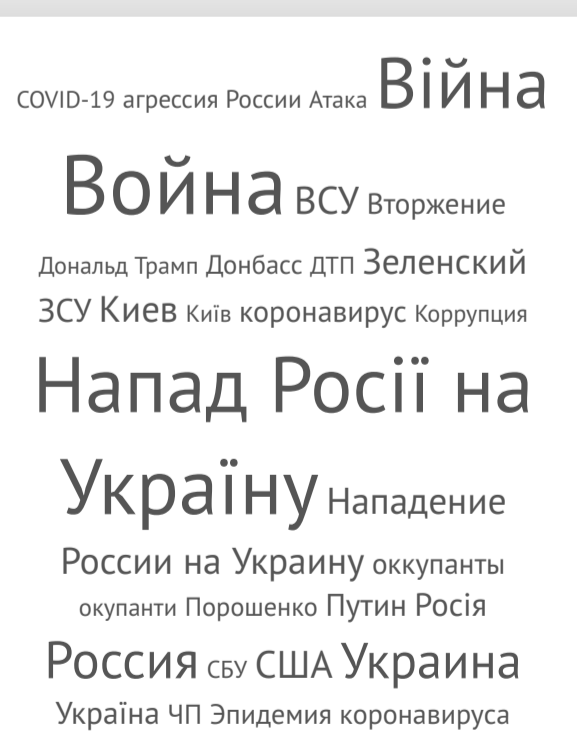 COVID-19 агрессия России Атака Війна
Война ВСУ Вторжение
Дональд Трамп Донбасс ДТП Зеленский
ЗСУ Киев Київ коронавирус Коррупция
Напад Росії на
Україну Нападение
России на Украину оккупанты
окупанти Порошенко Путин Росія
Россия СБУ США Украина
Україна ЧП Эпидемия коронавируса